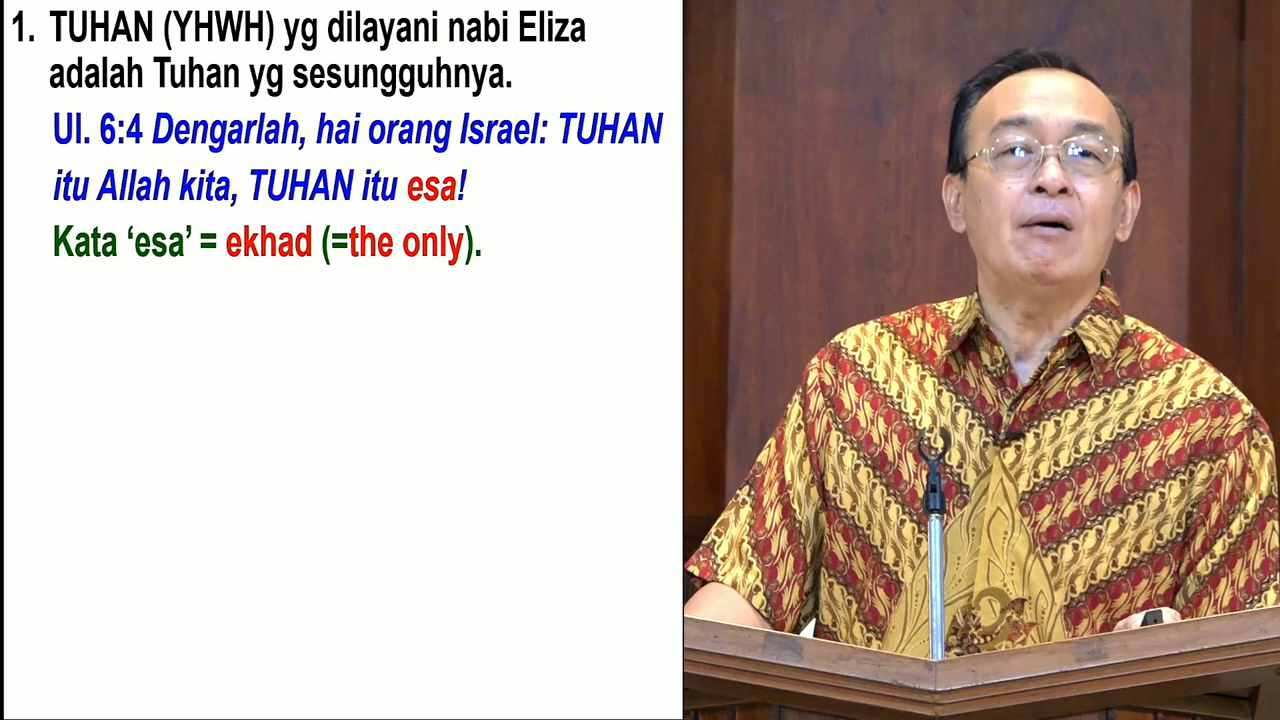 1. TUHAN (YHWH) yg dilayani nabi Eliza
adalah Tuhan yg sesungguhnya.
Ul. 6:4 Dengarlah, hai orang Israel: TUHAN
itu Allah kita, TUHAN itu esa!
Kata ‘esa’ = ekhad (=the only).